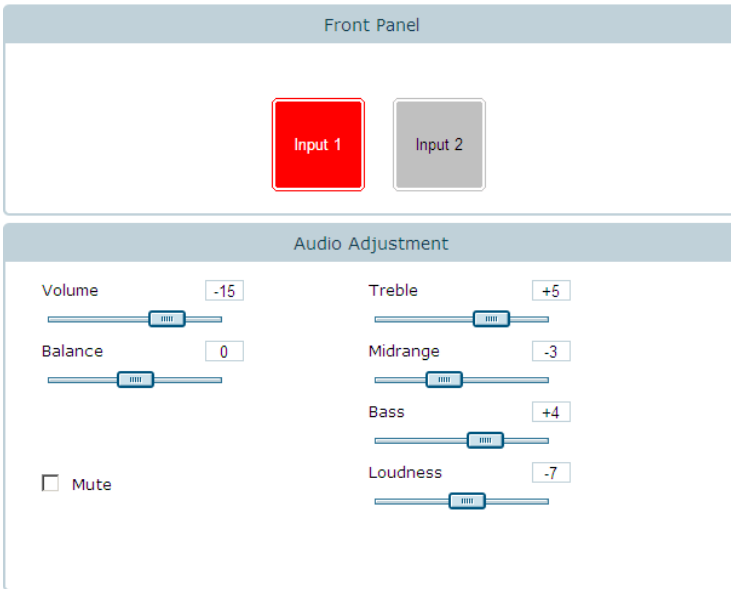 Front Panel
Input 1 Input 2
Audio Adjustment
Volume -15
Treble +5
Balance 0
Midrange -3
Bass +4
Mute
Loudness -7